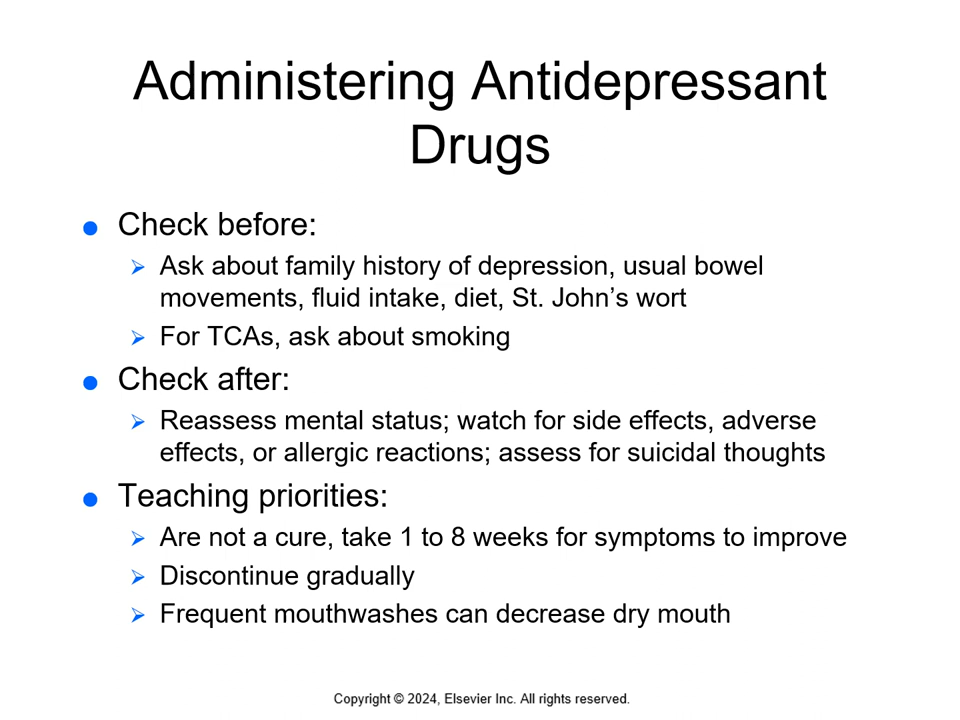 Administering Antidepressant
Drugs
● Check before:
➢ Ask about family history of depression, usual bowel
movements, fluid intake, diet, St. John’s wort
➢ For TCAs, ask about smoking
● Check after:
➢ Reassess mental status; watch for side effects, adverse
effects, or allergic reactions; assess for suicidal thoughts
● Teaching priorities:
➢ Are not a cure, take 1 to 8 weeks for symptoms to improve
➢ Discontinue gradually
➢ Frequent mouthwashes can decrease dry mouth
Copyright © 2024, Elsevier Inc. All rights reserved.